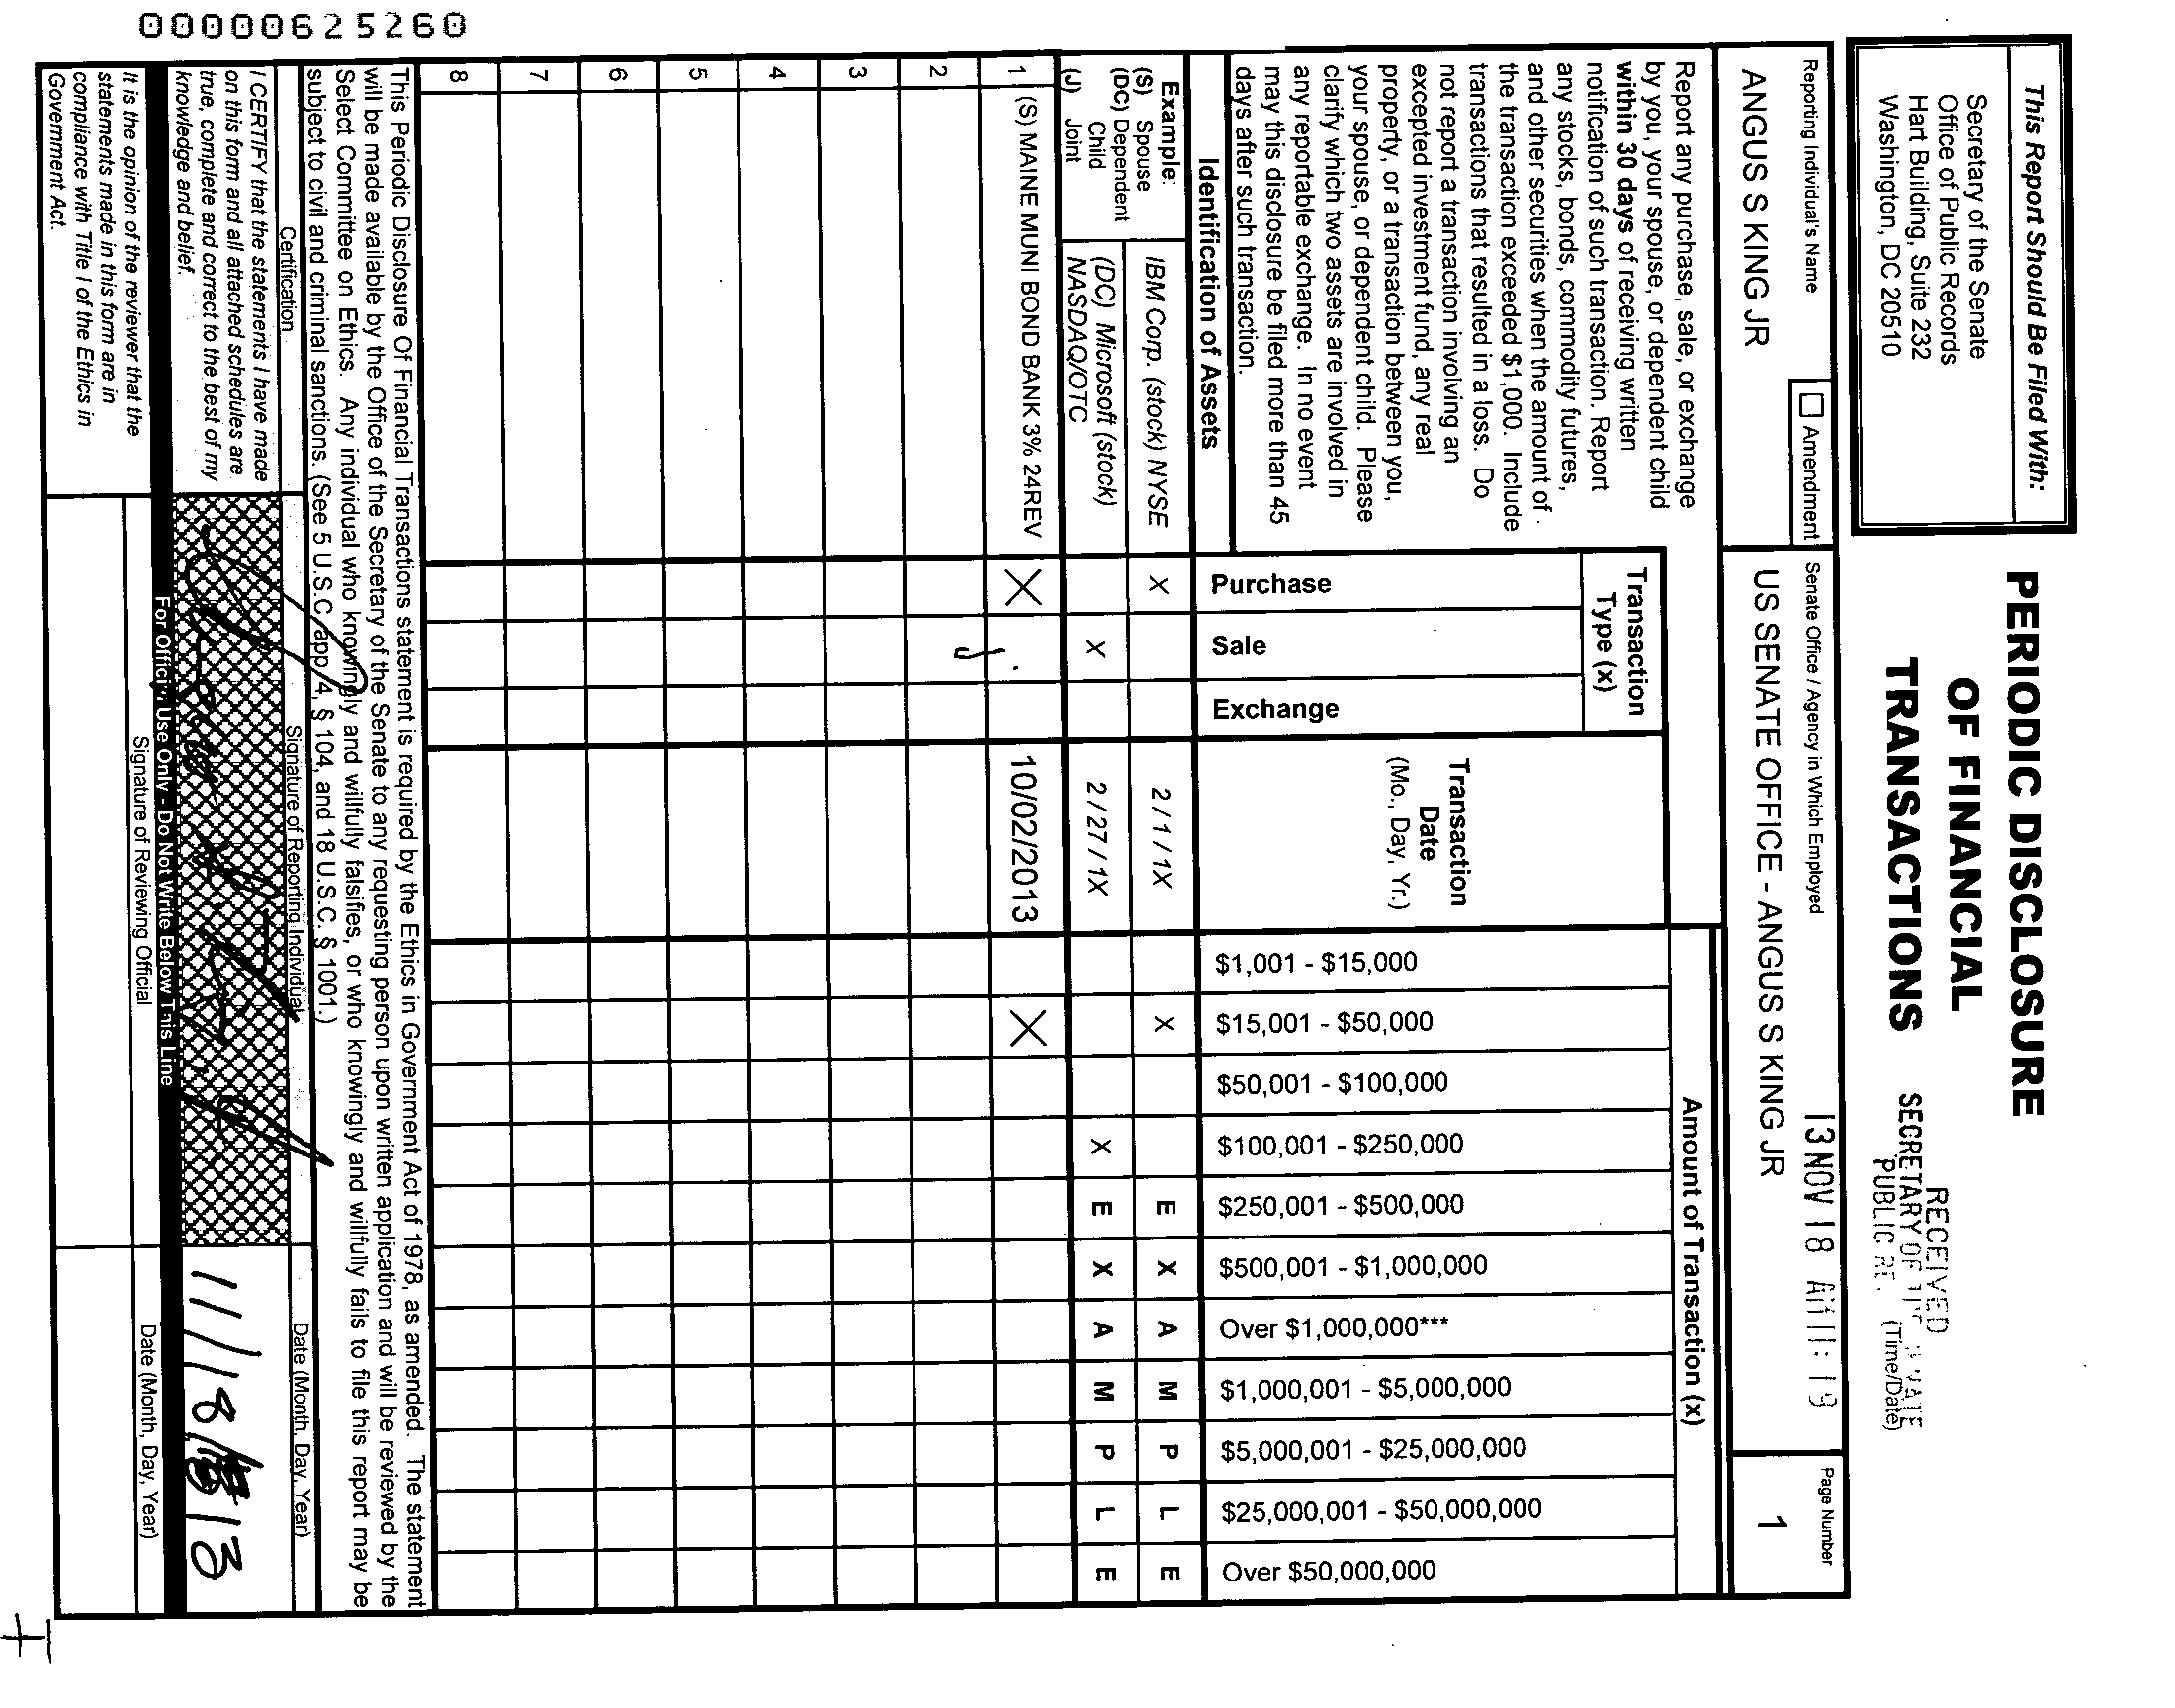 This Report Should Be Filed With:
Secretary of the Senate
Office of Public Records
Hart Building, Suite 232
Washington, DC 20510
PERIODIC DISCLOSURE
OF FINANCIAL
TRANSACTIONS
RECEIVED
SECRETARY OF THE
PUBLIC
(Time/Date)
13 NOV 18 AM 11: 19
Reporting Individual's Name
ANGUS S KING JR
☐ Amendment
Senate Office / Agency in Which Employed
US SENATE OFFICE - ANGUS S KING JR
Page Number
1
Report any purchase, sale, or exchange
by you, your spouse, or dependent child
within 30 days of receiving written
notification of such transaction. Report
any stocks, bonds, commodity futures,
and other securities when the amount of
the transaction exceeded $1,000. Include
transactions that resulted in a loss. Do
not report a transaction involving an
excepted investment fund, any real
property, or a transaction between you,
your spouse, or dependent child. Please
clarify which two assets are involved in
any reportable exchange. In no event
may this disclosure be filed more than 45
days after such transaction.
Transaction
Type (x)
Purchase
Sale
Exchange
Transaction
Date
(Mo., Day, Yr.)
Amount of Transaction (x)
$1,001 - $15,000
$15,001 - $50,000
$50,001 - $100,000
$100,001 - $250,000
$250,001 - $500,000
$500,001 - $1,000,000
Over $1,000,000***
$1,000,001 - $5,000,000
$5,000,001 - $25,000,000
$25,000,001 - $50,000,000
Over $50,000,000
Identification of Assets
Example:
(S) Spouse
(DC) Dependent
Child
(J) Joint
IBM Corp. (stock) NYSE X 2 / 1 / 1X X E X A M P L E
(DC) Microsoft (stock)
NASDAQ/OTC X 2 / 27 / 1X X E X A M P L E
1 (S) MAINE MUNI BOND BANK 3% 24REV X 10/02/2013 X
2
3
4
5
6
7
8
This Periodic Disclosure Of Financial Transactions statement is required by the Ethics in Government Act of 1978, as amended. The statement
will be made available by the Office of the Secretary of the Senate to any requesting person upon written application and will be reviewed by the
Select Committee on Ethics. Any individual who knowingly and willfully falsifies, or who knowingly and willfully fails to file this report may be
subject to civil and criminal sanctions. (See 5 U.S.C. app. 4, § 104, and 18 U.S.C. § 1001.)
Certification
Signature of Reporting Individual
Date (Month, Day, Year)
I CERTIFY that the statements I have made
on this form and all attached schedules are
true, complete and correct to the best of my
knowledge and belief.
For Official Use Only - Do Not Write Below This Line
It is the opinion of the reviewer that the
statements made in this form are in
compliance with Title I of the Ethics in
Government Act.
Signature of Reviewing Official
Date (Month, Day, Year)
00000625260